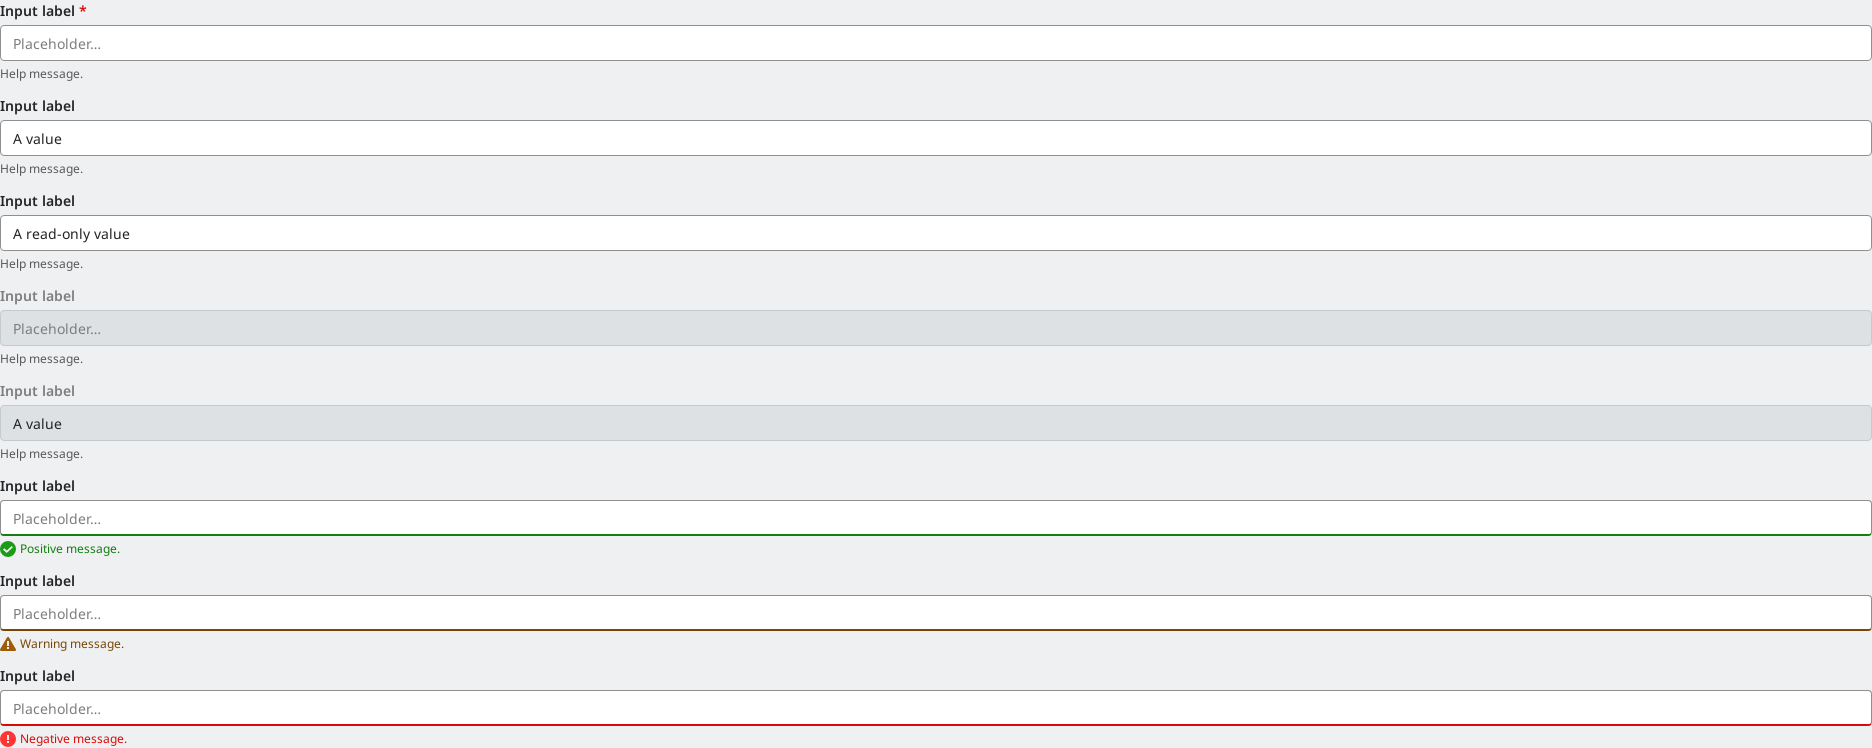 Input label *
Placeholder...
Help message.
Input label
A value
Help message.
Input label
A read-only value
Help message.
Input label
Placeholder...
Help message.
Input label
A value
Help message.
Input label
Placeholder...
Positive message.
Input label
Placeholder...
Warning message.
Input label
Placeholder...
Negative message.